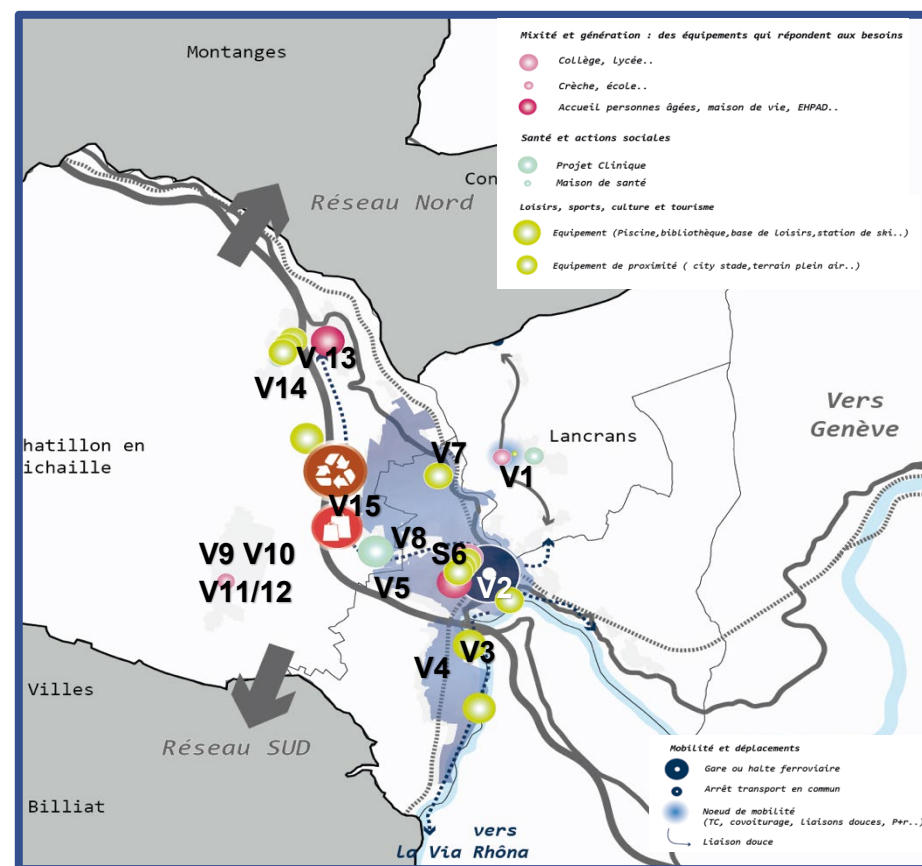 Mixité et génération : des équipements qui répondent aux besoins
Collège, lycée..
Crèche, école..
Accueil personnes âgées, maison de vie, EHPAD..
Santé et actions sociales
Projet Clinique
Maison de santé
Loisirs, sports, culture et tourisme
Equipement (Piscine,bibliothèque,base de loisirs,station de ski..)
Equipement de proximité ( city stade,terrain plein air..)
Montanges
Con
Réseau Nord
V 13
V14
Vers
Genève
Lancrans
hatillon en
ichaille
V7
V1
V15
V8
V9 V10
S6
V11/12
V5
V2
V3
V4
Villes
Réseau SUD
Billiat
vers
la Via Rhôna
Mobilité et déplacements
Gare ou halte ferroviaire
Arrêt transport en commun
Noeud de mobilité
(TC, covoiturage, liaisons douces, P+r..)
Liaison douce